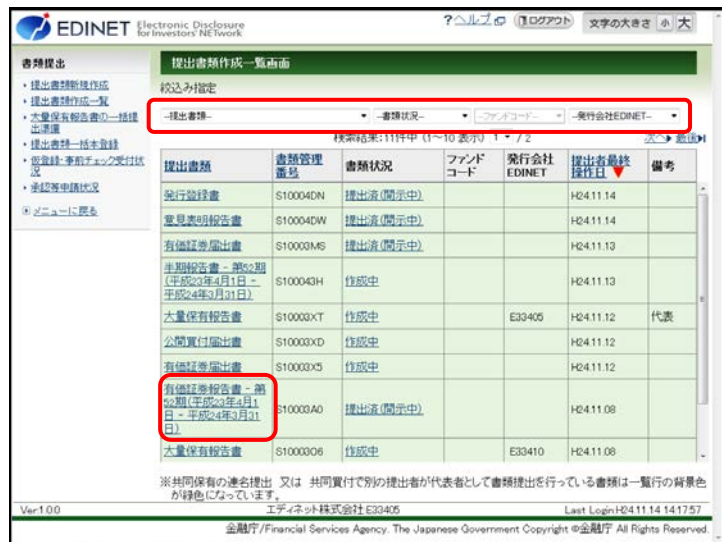 EDINET Electronic Disclosure for Investors' NETwork
?ヘルプ ログアウト 文字の大きさ 小 大
書類提出
・提出書類新規作成
・提出書類作成一覧
・大量保有報告書の一括提出準備
・提出書類一括本登録
・仮登録・事前チェック受付状況
・承認等申請状況
メニューに戻る
提出書類作成一覧画面
絞込み指定
--提出書類-- --書類状況-- --ファンドコード-- --発行会社EDINET--
検索結果:11件中 (1～10 表示) 1 / 2 次へ 最後
提出書類 書類管理番号 書類状況 ファンドコード 発行会社EDINET 提出者最終操作日▼ 備考
発行登録書 S10004DN 提出済(開示中) H24.11.14
意見表明報告書 S10004DW 提出済(開示中) H24.11.14
有価証券届出書 S10003MS 提出済(開示中) H24.11.13
半期報告書 - 第52期
(平成23年4月1日 -
平成24年3月31日) S100043H 作成中 H24.11.13
大量保有報告書 S10003XT 作成中 E33405 H24.11.12 代表
公開買付届出書 S10003XD 作成中 H24.11.12
有価証券届出書 S10003X5 作成中 H24.11.12
有価証券報告書 - 第
52期(平成23年4月1
日 - 平成24年3月31
日) S10003A0 提出済(開示中) H24.11.08
大量保有報告書 S10003O6 作成中 E33410 H24.11.08
※共同保有の連名提出 又は 共同買付で別の提出者が代表者として書類提出を行っている書類は一覧行の背景色
が緑色になっています。
Ver.1.00 エディネット株式会社 E33405 Last Login:H24.11.14 14:17:57
金融庁/Financial Services Agency. The Japanese Government Copyright ©金融庁 All Rights Reserved.